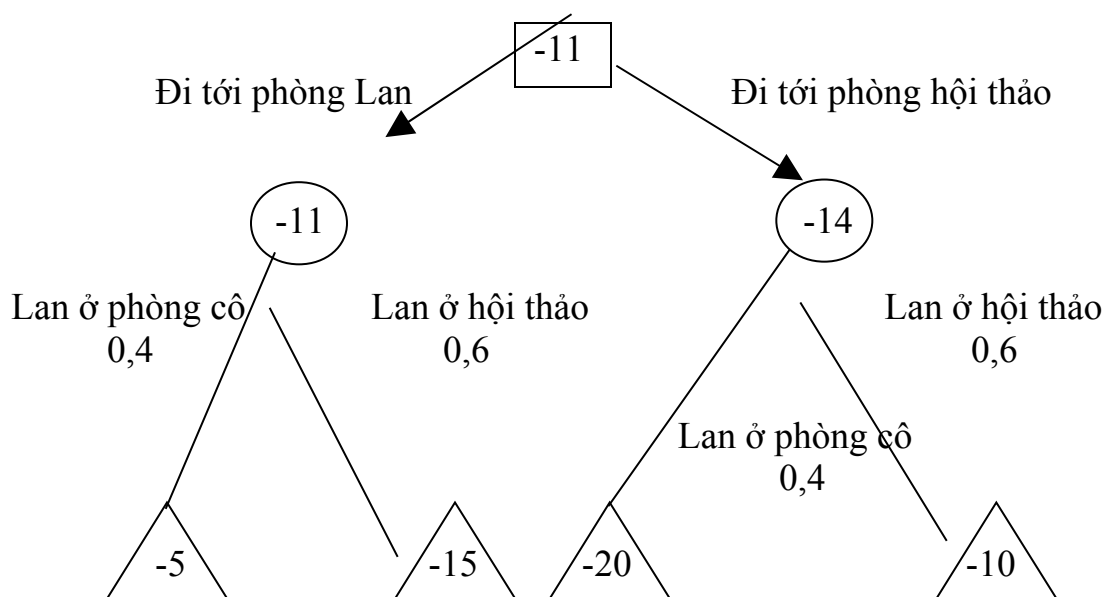 -11
Đi tới phòng Lan
Đi tới phòng hội thảo
-11
-14
Lan ở phòng cô
0,4
Lan ở hội thảo
0,6
Lan ở hội thảo
0,6
Lan ở phòng cô
0,4
-5
-15
-20
-10